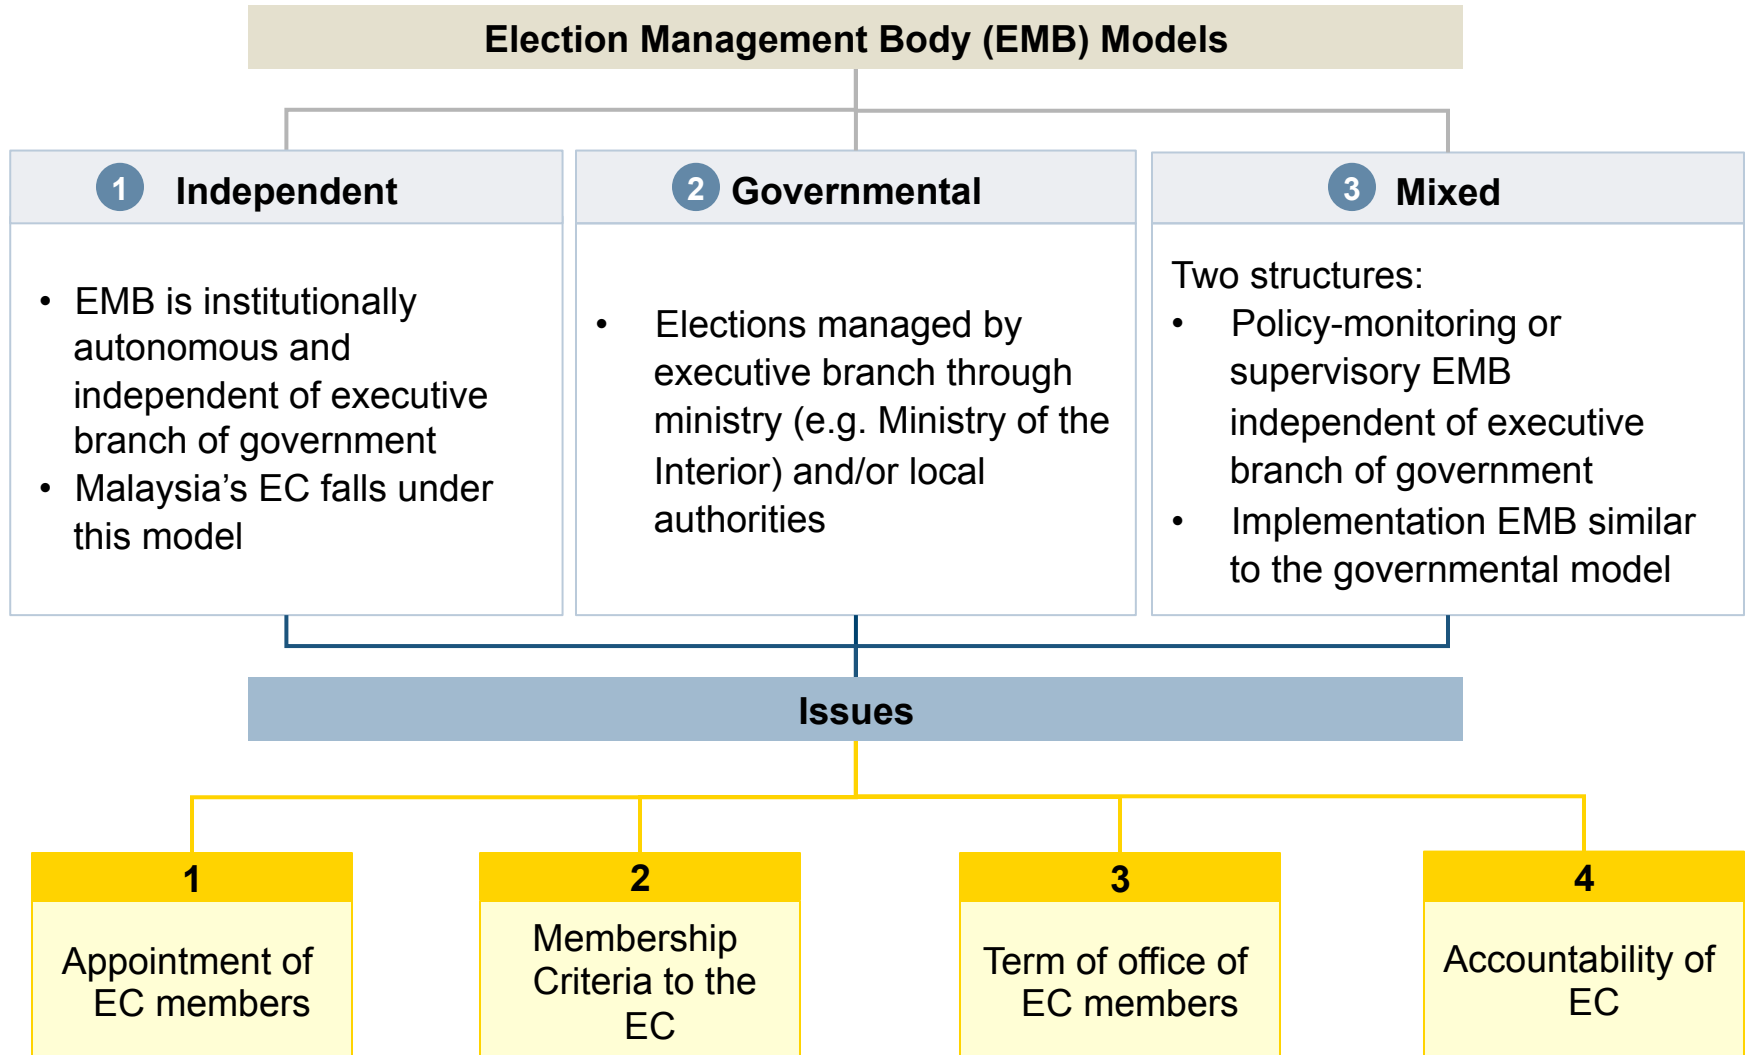 Election Management Body (EMB) Models
1 Independent
• EMB is institutionally
autonomous and
independent of executive
branch of government
• Malaysia’s EC falls under
this model
2 Governmental
• Elections managed by
executive branch through
ministry (e.g. Ministry of the
Interior) and/or local
authorities
3 Mixed
Two structures:
• Policy-monitoring or
supervisory EMB
independent of executive
branch of government
• Implementation EMB similar
to the governmental model
Issues
1
Appointment of
EC members
2
Membership
Criteria to the
EC
3
Term of office of
EC members
4
Accountability of
EC